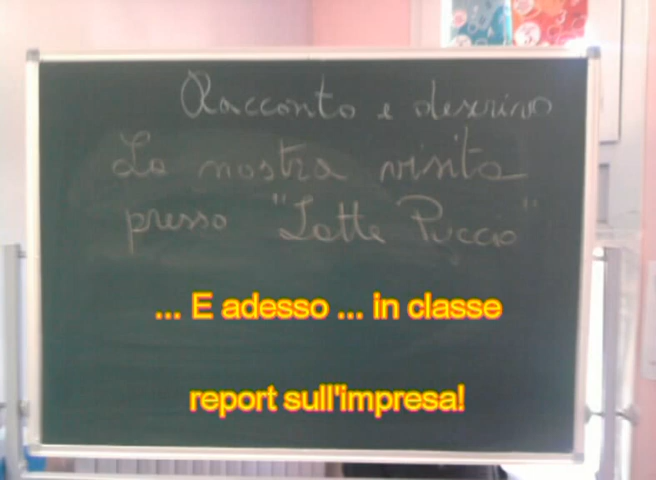 Racconto e descrivo
La nostra visita
presso "Latte Puccio"
... E adesso ... in classe
report sull'impresa!